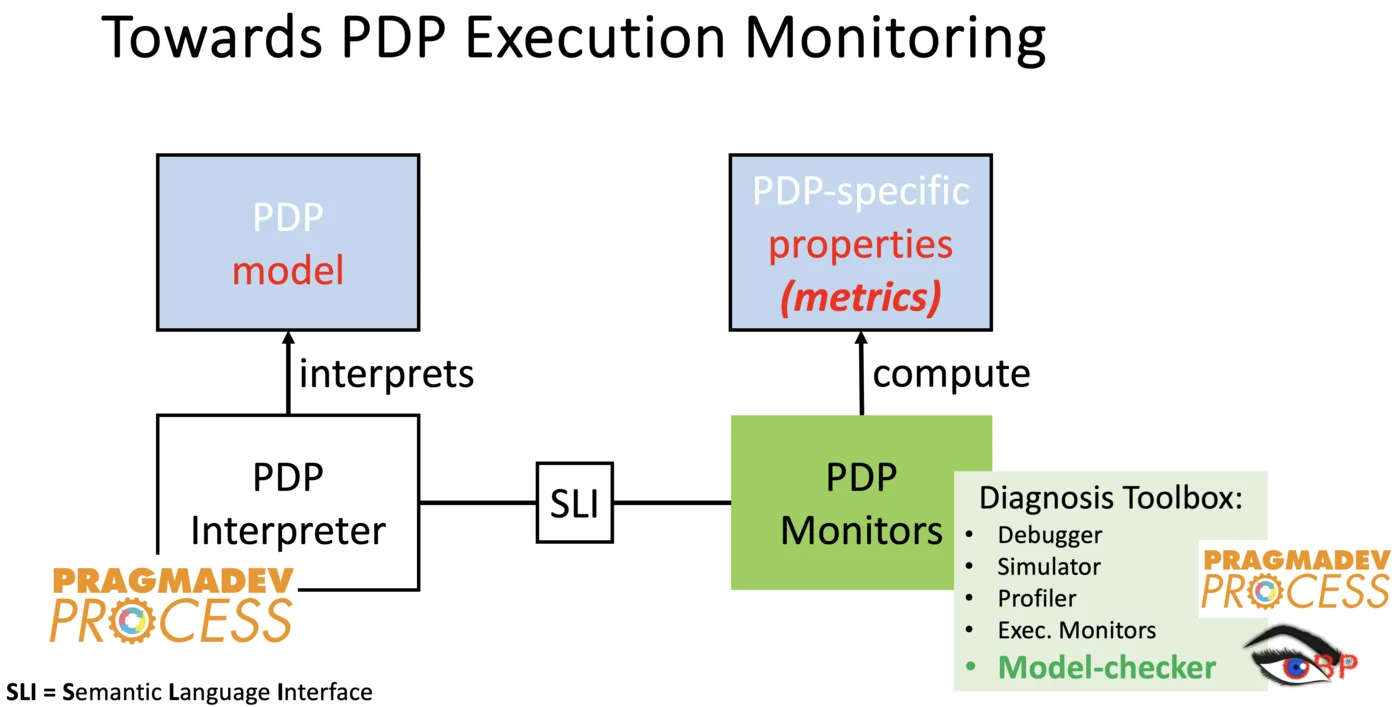 Towards PDP Execution Monitoring
PDP
model
PDP-specific
properties
(metrics)
interprets
compute
PDP
Interpreter
SLI
PDP
Monitors
Diagnosis Toolbox:
• Debugger
• Simulator
• Profiler
• Exec. Monitors
• Model-checker
PRAGMADEV
PROCESS
PRAGMADEV
PROCESS
OBP
SLI = Semantic Language Interface